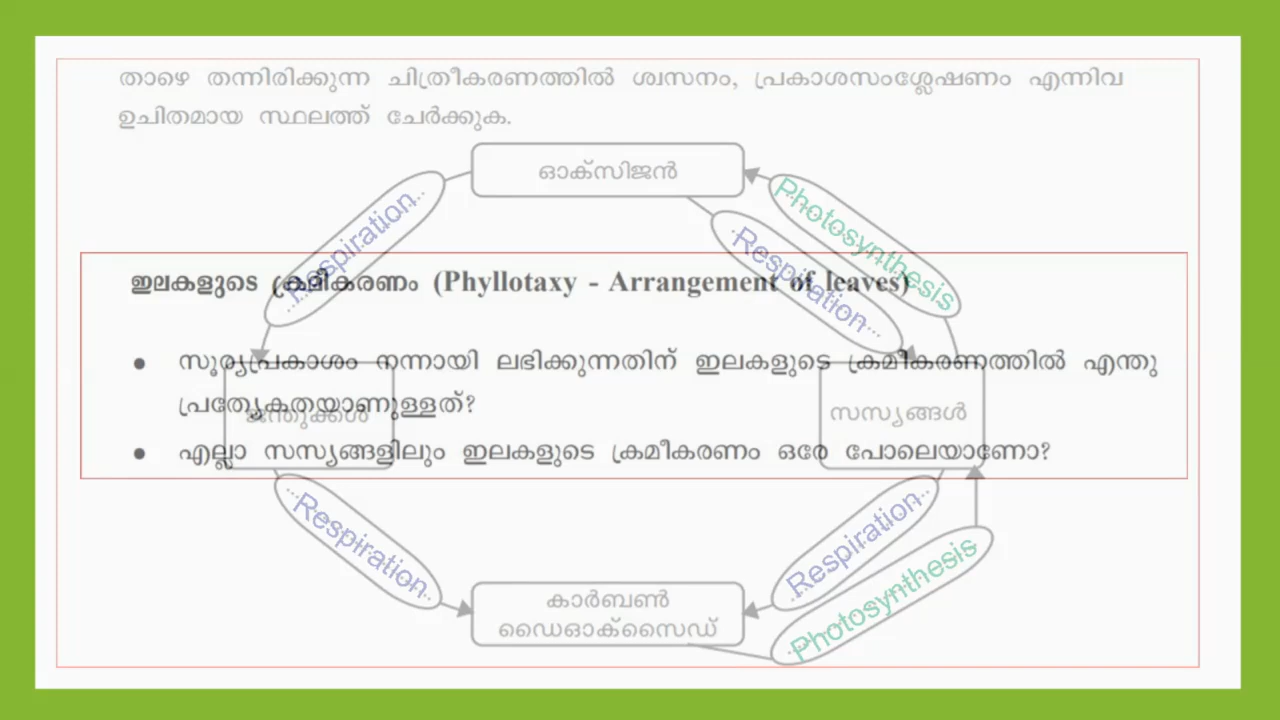 താഴെ തന്നിരിക്കുന്ന ചിത്രീകരണത്തിൽ ശ്വസനം, പ്രകാശസംശ്ലേഷണം എന്നിവ
ഉചിതമായ സ്ഥലത്ത് ചേർക്കുക.
ഓക്സിജൻ
Respiration
Photosynthesis
Respiration
ഇലകളുടെ ക്രമീകരണം (Phyllotaxy - Arrangement of leaves)
● സൂര്യപ്രകാശം നന്നായി ലഭിക്കുന്നതിന് ഇലകളുടെ ക്രമീകരണത്തിൽ എന്തു
പ്രത്യേകതയാണുള്ളത്?
ജന്തുക്കൾ
സസ്യങ്ങൾ
● എല്ലാ സസ്യങ്ങളിലും ഇലകളുടെ ക്രമീകരണം ഒരേ പോലെയാണോ?
Respiration
Respiration
Photosynthesis
കാർബൺ
ഡൈഓക്സൈഡ്